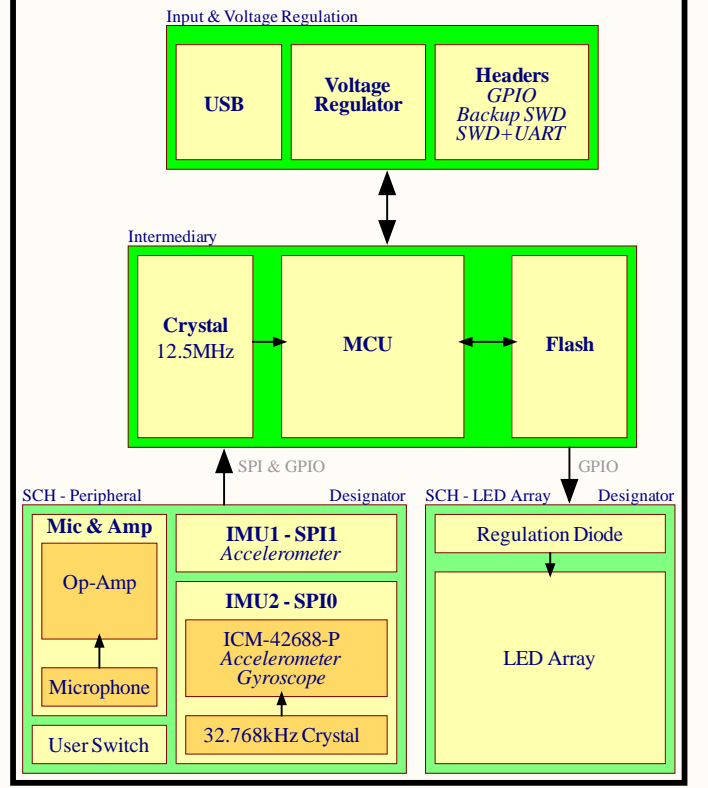 Input & Voltage Regulation
USB
Voltage
Regulator
Headers
GPIO
Backup SWD
SWD+UART
Intermediary
Crystal
12.5MHz
MCU
Flash
SPI & GPIO
GPIO
SCH - Peripheral
Designator
Mic & Amp
Op-Amp
Microphone
User Switch
IMU1 - SPI1
Accelerometer
IMU2 - SPI0
ICM-42688-P
Accelerometer
Gyroscope
32.768kHz Crystal
SCH - LED Array
Designator
Regulation Diode
LED Array